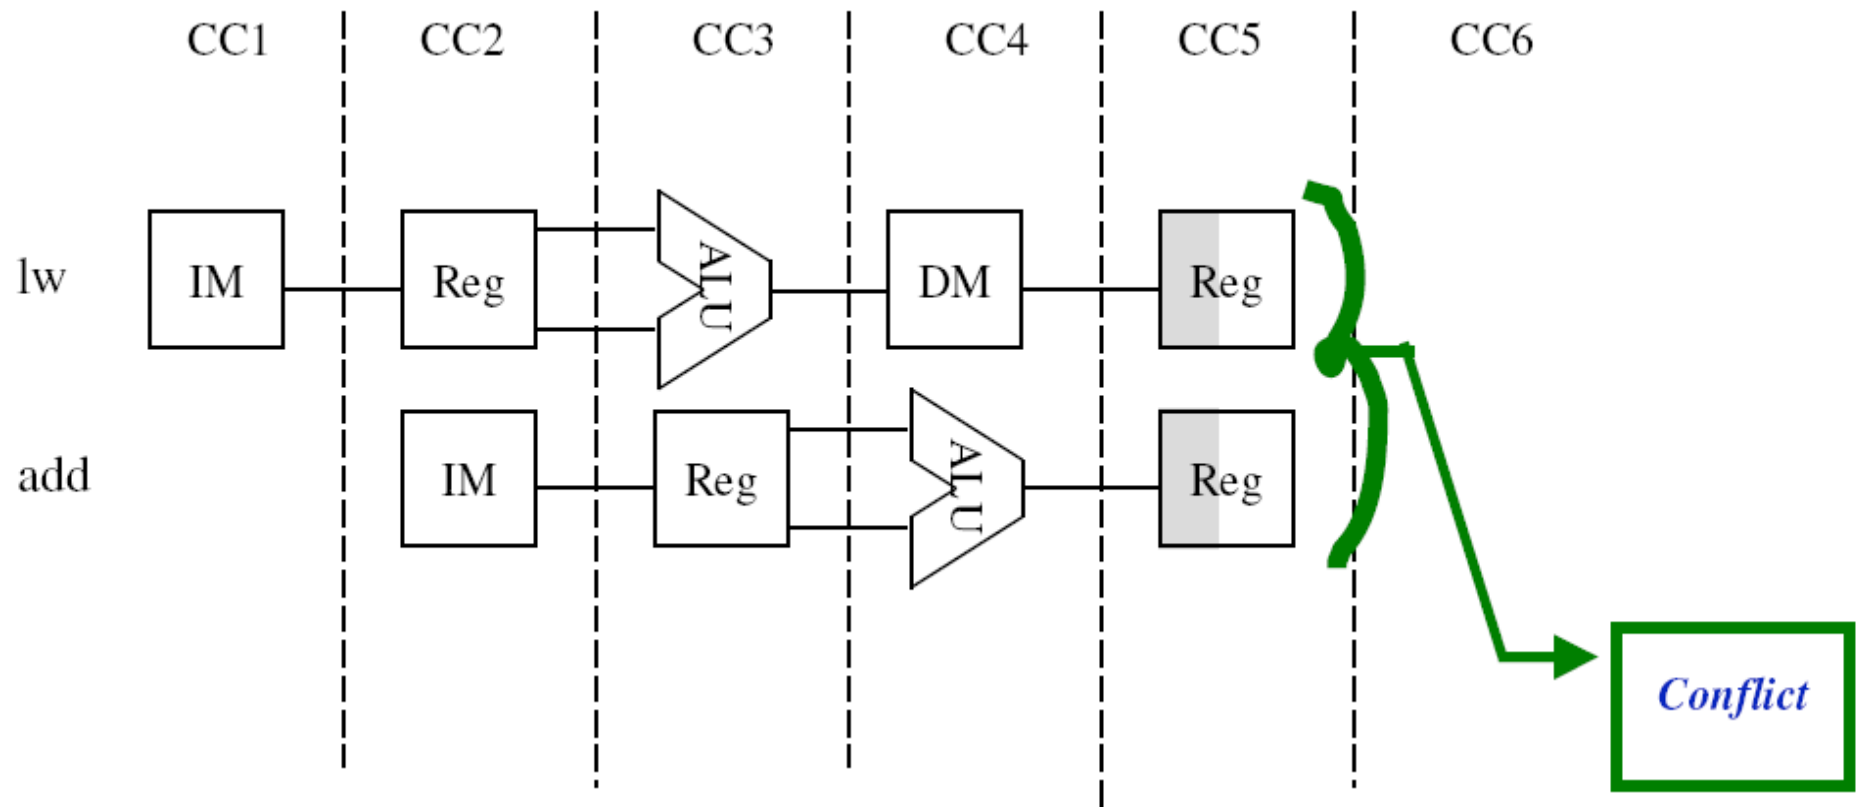 CC1 CC2 CC3 CC4 CC5 CC6
lw IM Reg ALU DM Reg
add IM Reg ALU Reg
Conflict